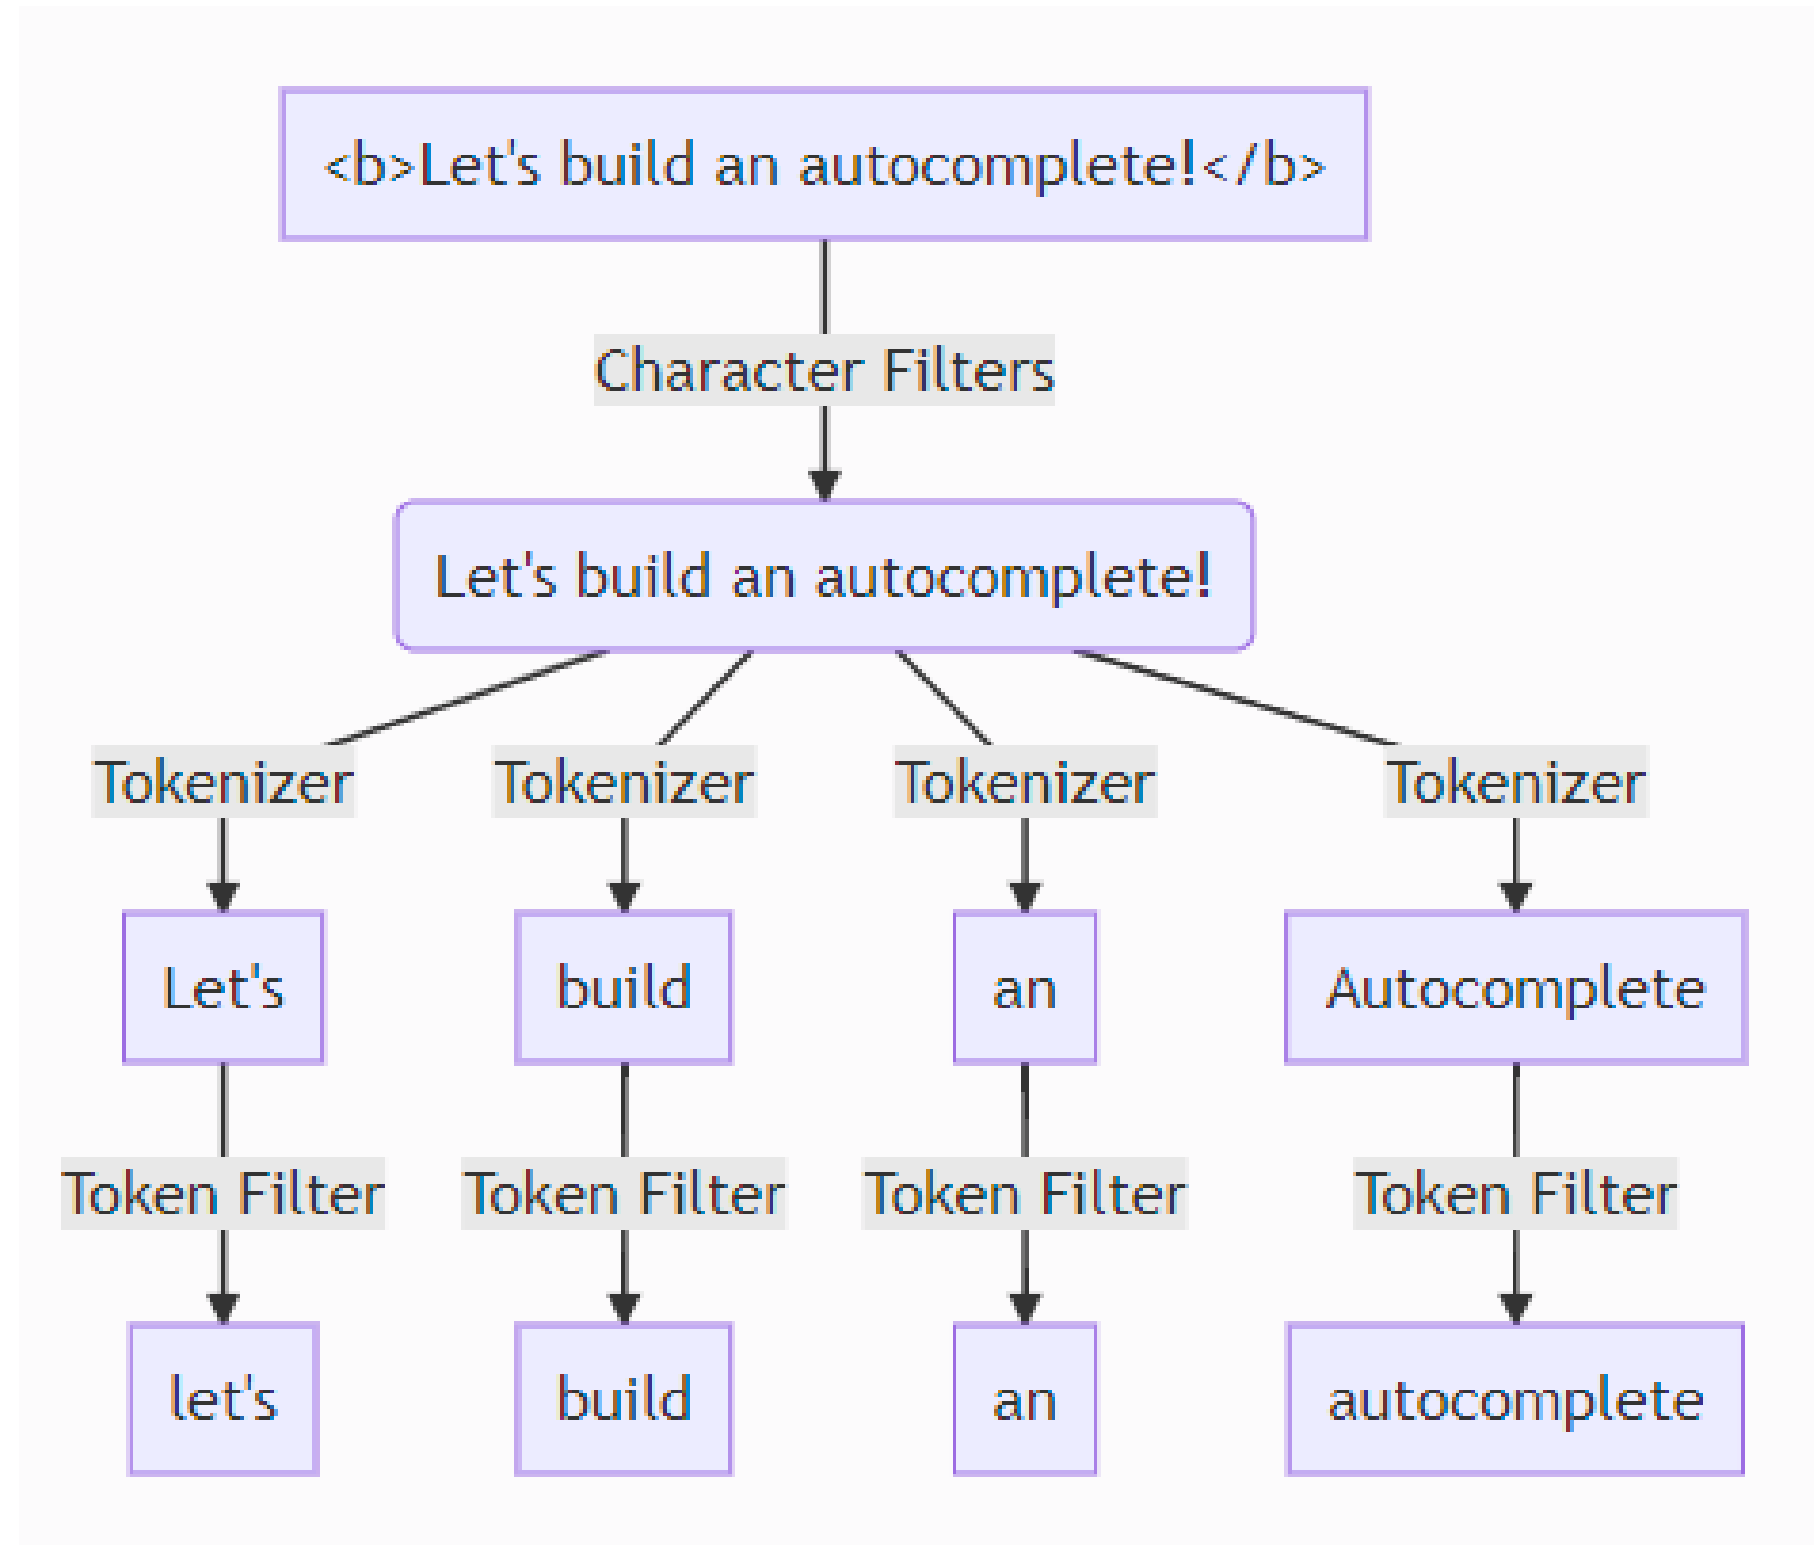 <b>Let's build an autocomplete!</b>
Character Filters
Let's build an autocomplete!
Tokenizer Tokenizer Tokenizer Tokenizer
Let's build an Autocomplete
Token Filter Token Filter Token Filter Token Filter
let's build an autocomplete